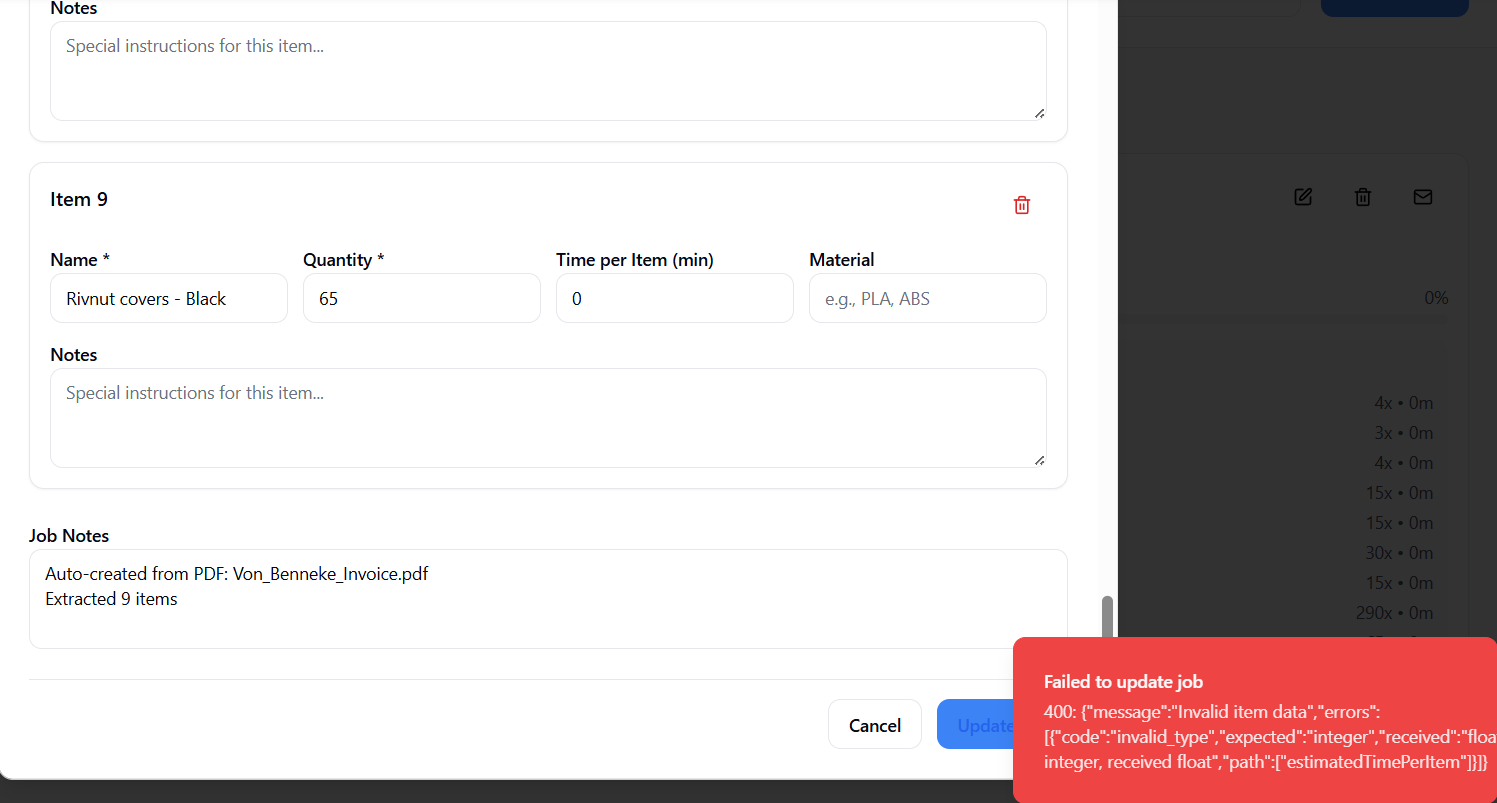 Notes
Special instructions for this item...
Item 9
Name * Quantity * Time per Item (min) Material
Rivnut covers - Black 65 0 e.g., PLA, ABS
0%
Notes
Special instructions for this item...
4x • 0m
3x • 0m
4x • 0m
15x • 0m
15x • 0m
30x • 0m
15x • 0m
290x • 0m
Job Notes
Auto-created from PDF: Von_Benneke_Invoice.pdf
Extracted 9 items
Cancel Update
Failed to update job
400: {"message":"Invalid item data","errors":
[{"code":"invalid_type","expected":"integer","received":"floa
integer, received float","path":["estimatedTimePerItem"]}]}